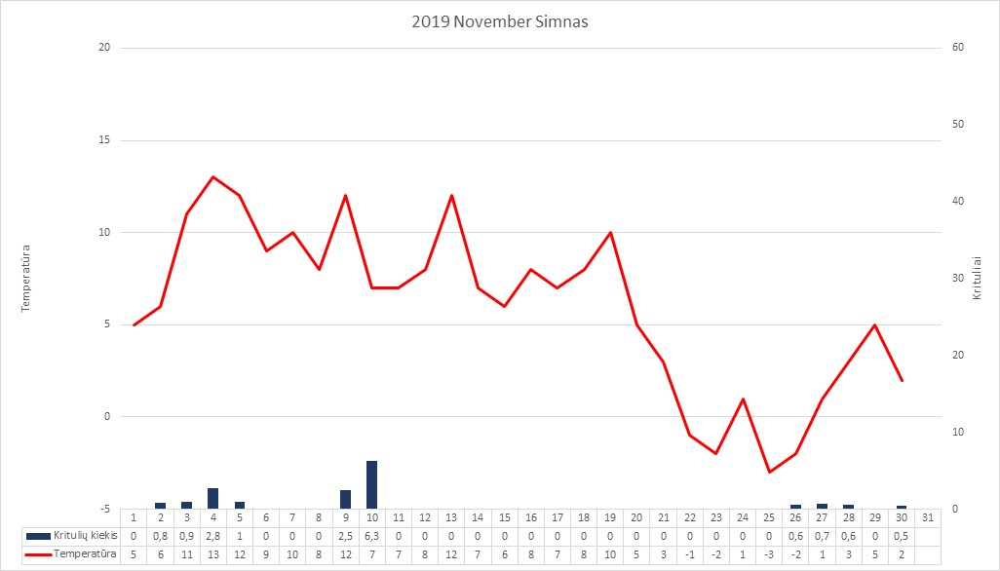 2019 November Simnas
20 60
50
15
40
10
30
5
20
0
10
-5 0
Temperatūra
Krituliai
1 2 3 4 5 6 7 8 9 10 11 12 13 14 15 16 17 18 19 20 21 22 23 24 25 26 27 28 29 30 31
Kritulių kiekis 0 0,8 0,9 2,8 1 0 0 0 2,5 6,3 0 0 0 0 0 0 0 0 0 0 0 0 0 0 0 0,6 0,7 0,6 0 0,5
Temperatūra 5 6 11 13 12 9 10 8 12 7 7 8 12 7 6 8 7 8 10 5 3 -1 -2 1 -3 -2 1 3 5 2